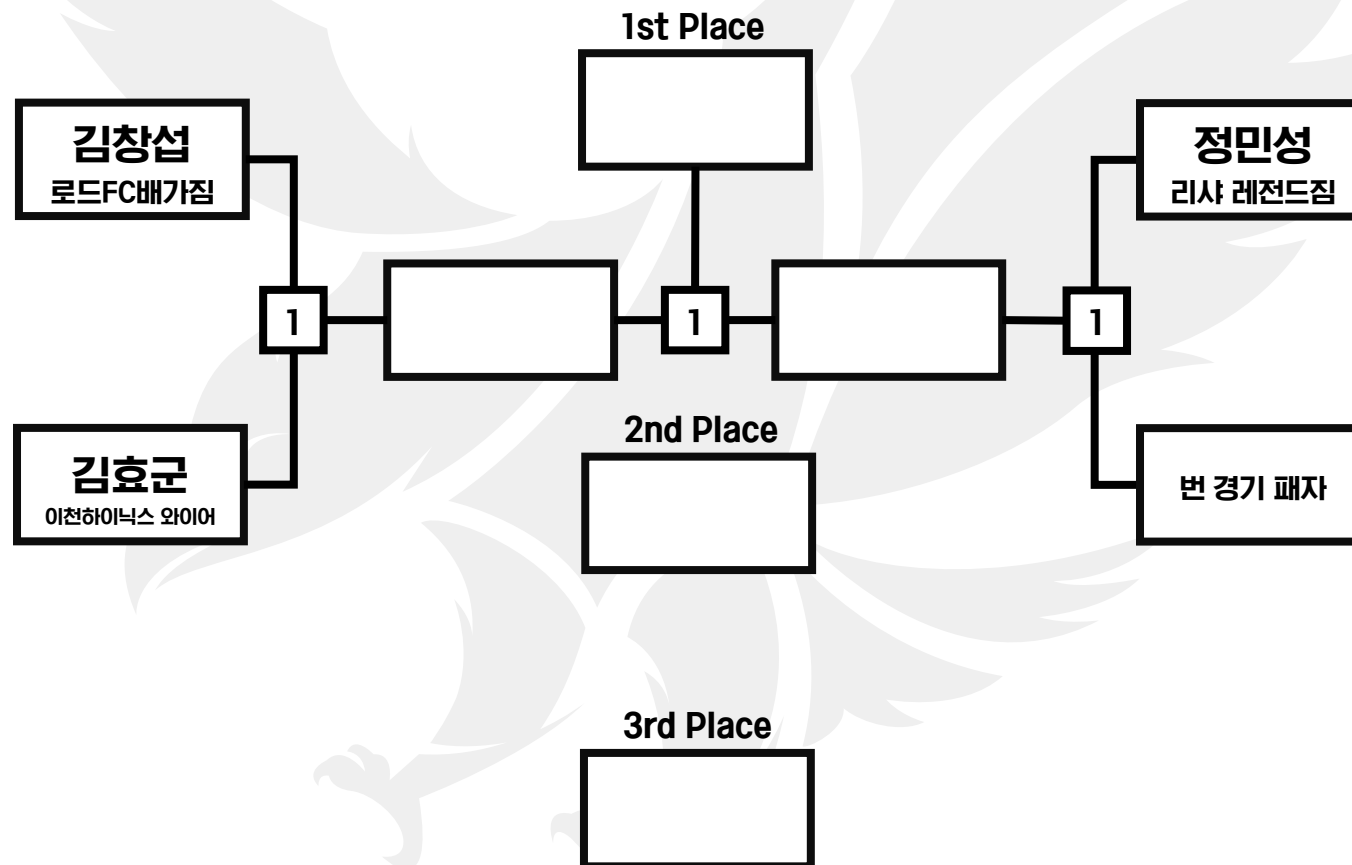 1st Place
김창섭
로드FC배가짐
정민성
리샤 레전드짐
1
1
1
김효군
이천하이닉스 와이어
2nd Place
번 경기 패자
3rd Place